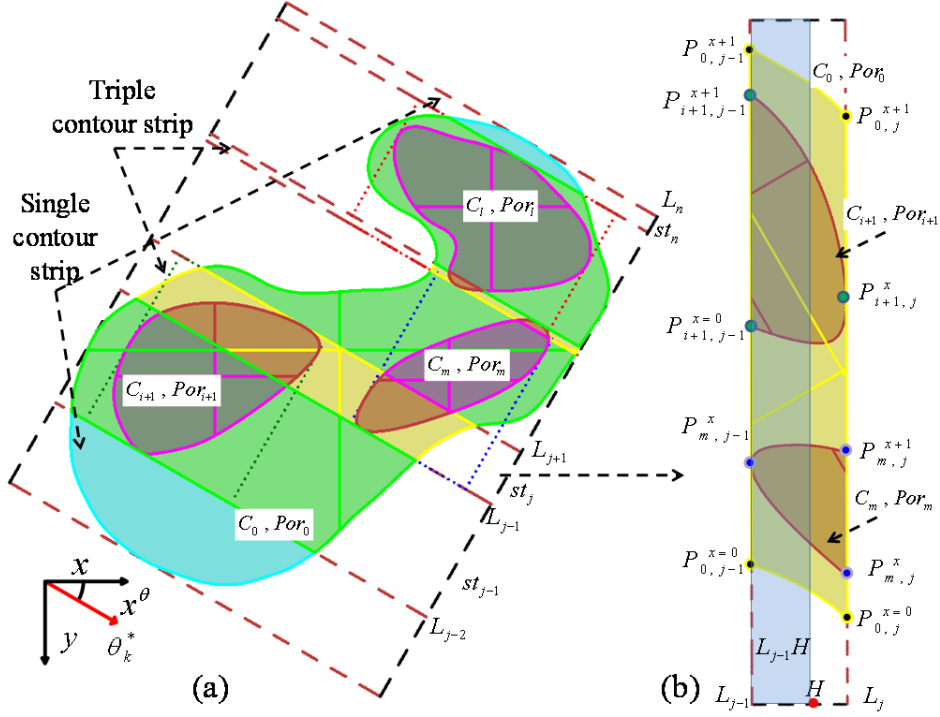 Triple
contour strip
Single
contour
strip
C_l , Por_l
L_n
st_n
C_{i+1} , Por_{i+1}
C_m , Por_m
L_{j+1}
st_j
L_{j-1}
C_0 , Por_0
st_{j-1}
L_{j-2}
x
x^θ
y
θ_k^*
(a)
P_{0, j-1}^{x+1}
C_0 , Por_0
P_{i+1, j-1}^{x+1}
P_{0, j}^{x+1}
C_{i+1} , Por_{i+1}
P_{i+1, j}^{x}
P_{i+1, j-1}^{x=0}
P_{m, j-1}^{x}
P_{m, j}^{x+1}
C_m , Por_m
P_{0, j-1}^{x=0}
P_{m, j}^{x}
P_{0, j}^{x=0}
L_{j-1}H
(b)
L_{j-1}
H
L_j